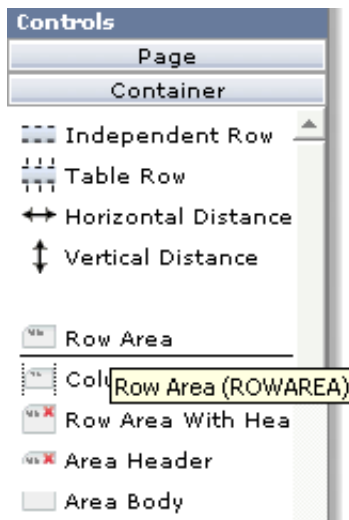 Controls
Page
Container
Independent Row
Table Row
Horizontal Distance
Vertical Distance
Row Area
Colu
Row Area (ROWAREA)
Row Area With Hea
Area Header
Area Body